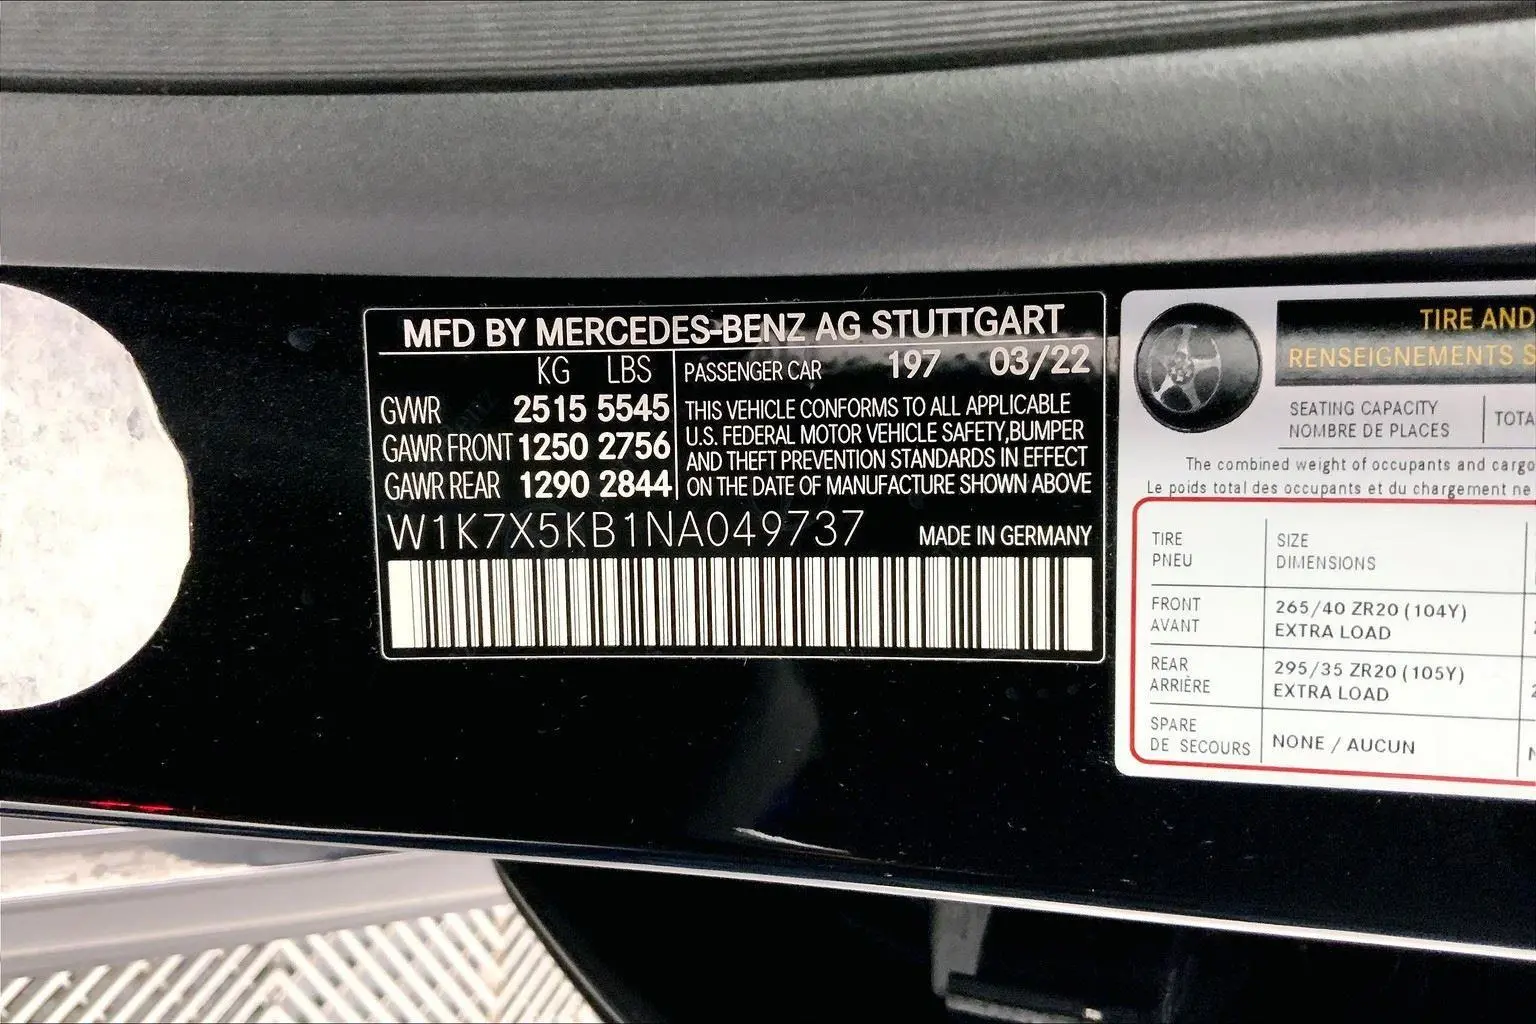 MFD BY MERCEDES-BENZ AG STUTTGART
KG LBS
GVWR 2515 5545
GAWR FRONT 1250 2756
GAWR REAR 1290 2844
PASSENGER CAR 197 03/22
THIS VEHICLE CONFORMS TO ALL APPLICABLE
U.S. FEDERAL MOTOR VEHICLE SAFETY,BUMPER
AND THEFT PREVENTION STANDARDS IN EFFECT
ON THE DATE OF MANUFACTURE SHOWN ABOVE
W1K7X5KB1NA049737 MADE IN GERMANY
TIRE AND
RENSEIGNEMENTS
SEATING CAPACITY
NOMBRE DE PLACES
The combined weight of occupants and cargo
Le poids total des occupants et du chargement ne
TIRE
PNEU
SIZE
DIMENSIONS
FRONT
AVANT
265/40 ZR20 (104Y)
EXTRA LOAD
REAR
ARRIÈRE
295/35 ZR20 (105Y)
EXTRA LOAD
SPARE
DE SECOURS
NONE / AUCUN